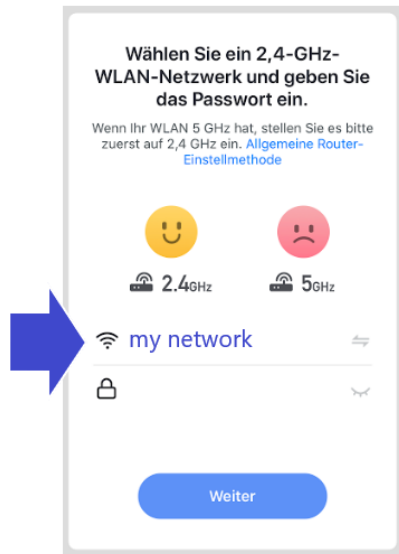 Wählen Sie ein 2,4-GHz-
WLAN-Netzwerk und geben Sie
das Passwort ein.
Wenn Ihr WLAN 5 GHz hat, stellen Sie es bitte
zuerst auf 2,4 GHz ein. Allgemeine Router-
Einstellmethode
2.4GHz 5GHz
my network
Weiter